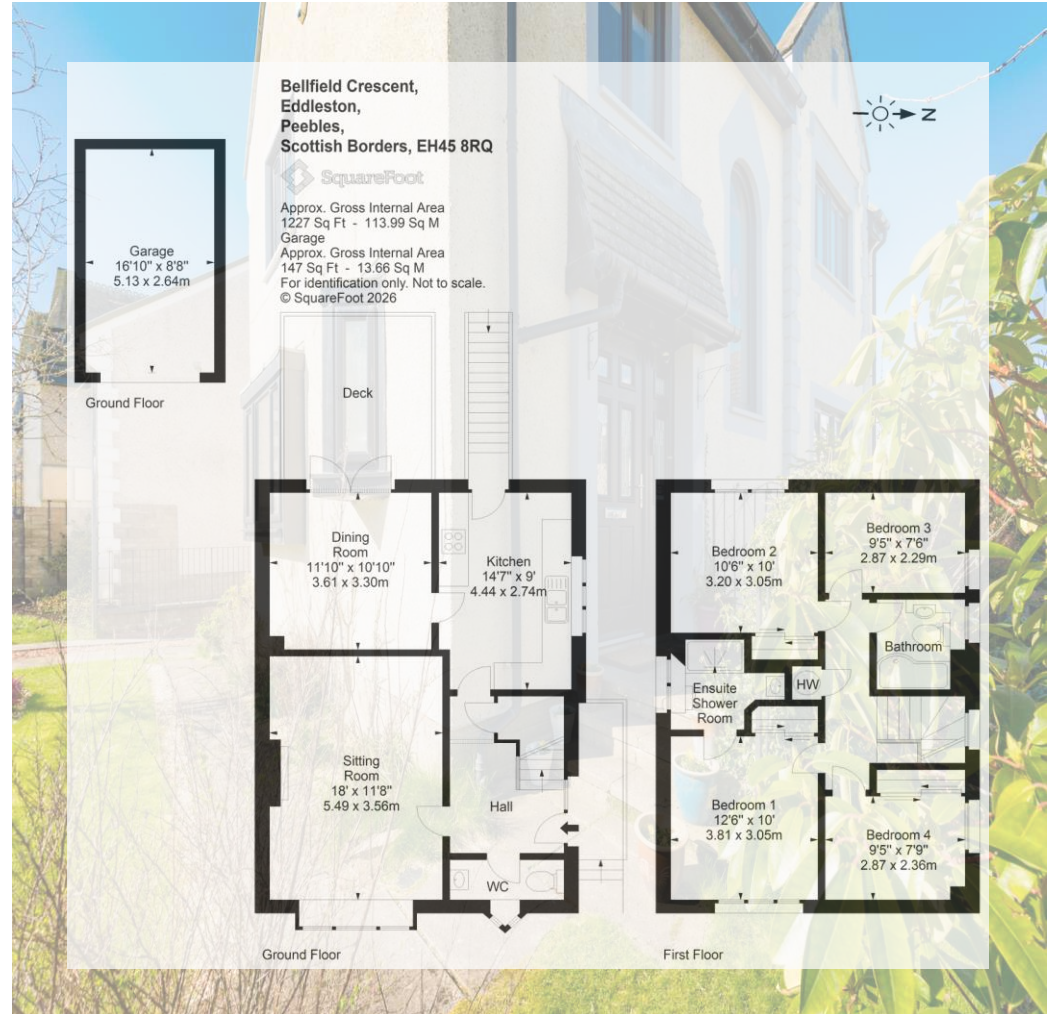 Bellfield Crescent,
Eddleston,
Peebles,
Scottish Borders, EH45 8RQ
SquareFoot
Approx. Gross Internal Area
1227 Sq Ft - 113.99 Sq M
Garage
Approx. Gross Internal Area
147 Sq Ft - 13.66 Sq M
For identification only. Not to scale.
© SquareFoot 2026
N
Garage
16'10" x 8'8"
5.13 x 2.64m
Ground Floor
Deck
Dining
Room
11'10" x 10'10"
3.61 x 3.30m
Kitchen
14'7" x 9'
4.44 x 2.74m
Sitting
Room
18' x 11'8"
5.49 x 3.56m
Hall
WC
Ground Floor
Bedroom 2
10'6" x 10'
3.20 x 3.05m
Bedroom 3
9'5" x 7'6"
2.87 x 2.29m
Bathroom
HW
Ensuite
Shower
Room
Bedroom 1
12'6" x 10'
3.81 x 3.05m
Bedroom 4
9'5" x 7'9"
2.87 x 2.36m
First Floor